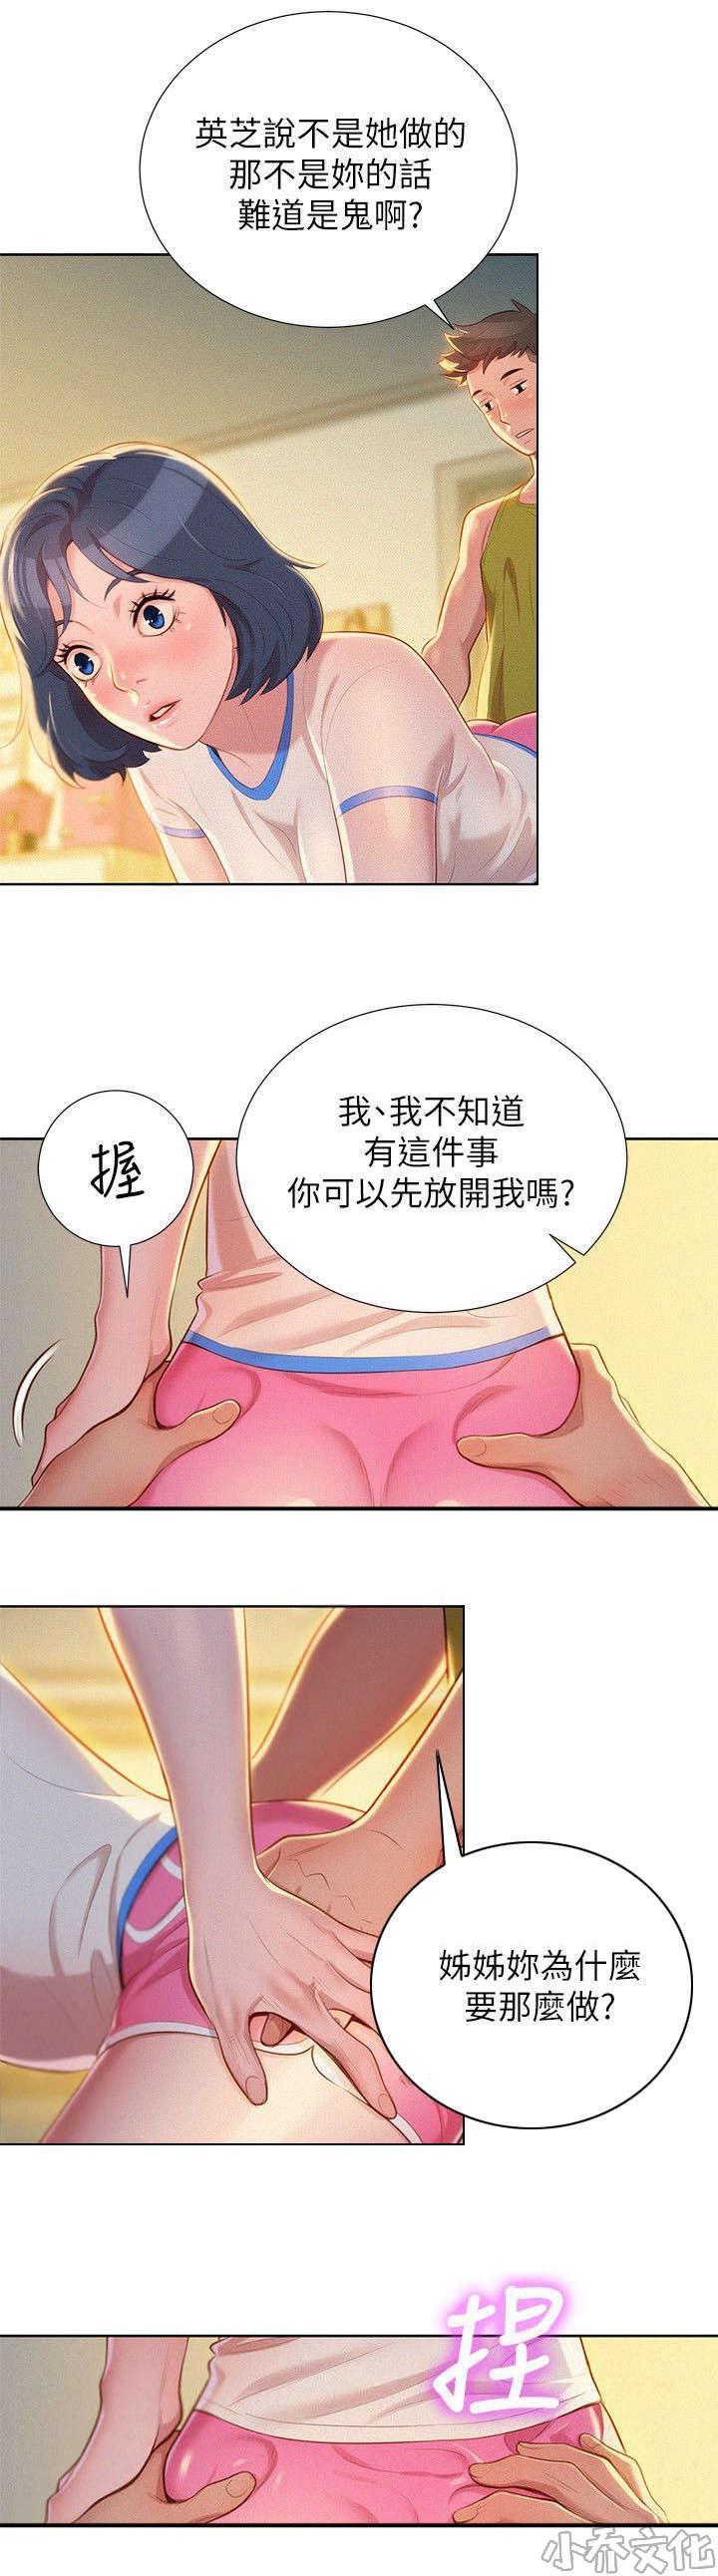 英芝說不是她做的
那不是妳的話
難道是鬼啊?
握
我、我不知道
有這件事
你可以先放開我嗎?
姊姊妳為什麼
要那麼做?
捏
小乔文化